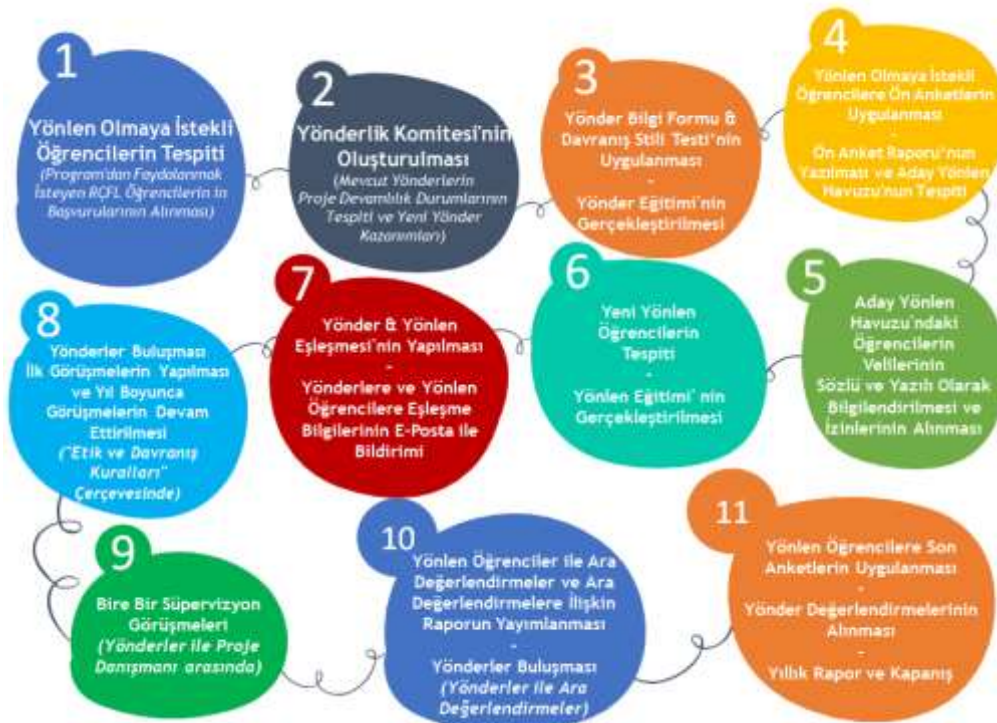 1
Yönlen Olmaya İstekli
Öğrencilerin Tespiti
(Program'dan Faydalanmak
İsteyen RCFL Öğrencilerin in
Başvurularının Alınması)
2
Yönderlik Komitesi'nin
Oluşturulması
(Mevcut Yönderlerin
Proje Devamlılık Durumlarının
Tespiti ve Yeni Yönder
Kazanımları)
3
Yönder Bilgi Formu &
Davranış Stili Testi'nin
Uygulanması
-
Yönder Eğitimi'nin
Gerçekleştirilmesi
4
Yönlen Olmaya İstekli
Öğrencilere Ön Anketlerin
Uygulanması
-
Ön Anket Raporu'nun
Yazılması ve Aday Yönlen
Havuzu'nun Tespiti
5
Aday Yönlen
Havuzu'ndaki
Öğrencilerin
Velilerinin
Sözlü ve Yazılı Olarak
Bilgilendirilmesi ve
İzinlerinin Alınması
6
Yeni Yönlen
Öğrencilerin
Tespiti
-
Yönlen Eğitimi' nin
Gerçekleştirilmesi
7
Yönder & Yönlen
Eşleşmesi'nin Yapılması
-
Yönderlere ve Yönlen
Öğrencilere Eşleşme
Bilgilerinin E-Posta ile
Bildirimi
8
Yönderler Buluşması
İlk Görüşmelerin Yapılması
ve Yıl Boyunca
Görüşmelerin Devam
Ettirilmesi
("Etik ve Davranış
Kuralları"
Çerçevesinde)
9
Bire Bir Süpervizyon
Görüşmeleri
(Yönderler ile Proje
Danışmanı arasında)
10
Yönlen Öğrenciler ile Ara
Değerlendirmeler ve Ara
Değerlendirmelere İlişkin
Raporun Yayımlanması
-
Yönderler Buluşması
(Yönderler ile Ara
Değerlendirmeler)
11
Yönlen Öğrencilere Son
Anketlerin Uygulanması
-
Yönder Değerlendirmelerinin
Alınması
-
Yıllık Rapor ve Kapanış